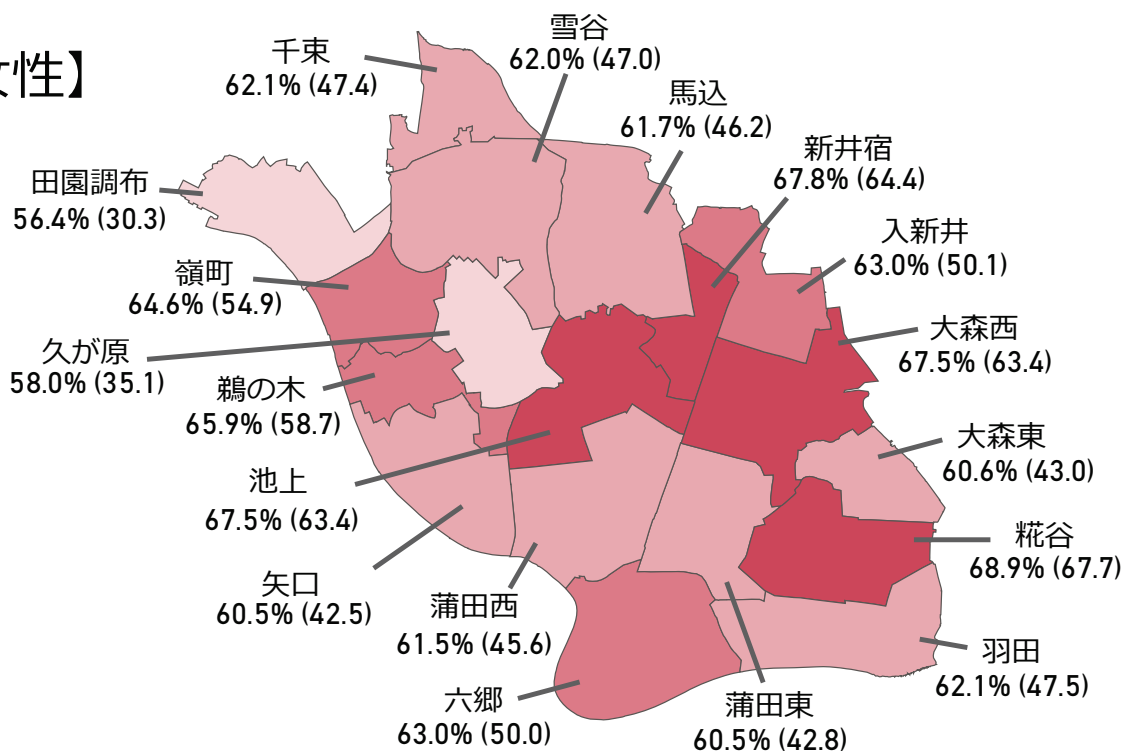 性】
千束
62.1% (47.4)
雪谷
62.0% (47.0)
馬込
61.7% (46.2)
新井宿
67.8% (64.4)
田園調布
56.4% (30.3)
入新井
63.0% (50.1)
嶺町
64.6% (54.9)
大森西
67.5% (63.4)
久が原
58.0% (35.1)
鵜の木
65.9% (58.7)
大森東
60.6% (43.0)
池上
67.5% (63.4)
糀谷
68.9% (67.7)
矢口
60.5% (42.5)
蒲田西
61.5% (45.6)
羽田
62.1% (47.5)
六郷
63.0% (50.0)
蒲田東
60.5% (42.8)